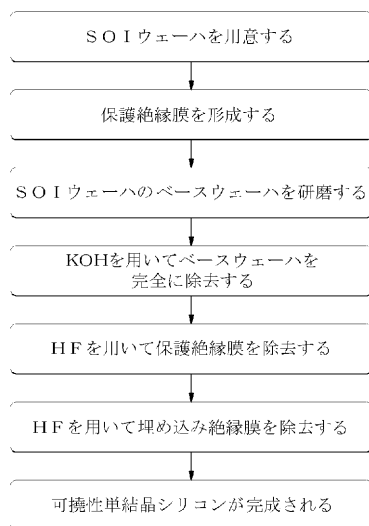 ＳＯＩウェーハを用意する
保護絶縁膜を形成する
ＳＯＩウェーハのベースウェーハを研磨する
KOHを用いてベースウェーハを
完全に除去する
ＨＦを用いて保護絶縁膜を除去する
ＨＦを用いて埋め込み絶縁膜を除去する
可撓性単結晶シリコンが完成される